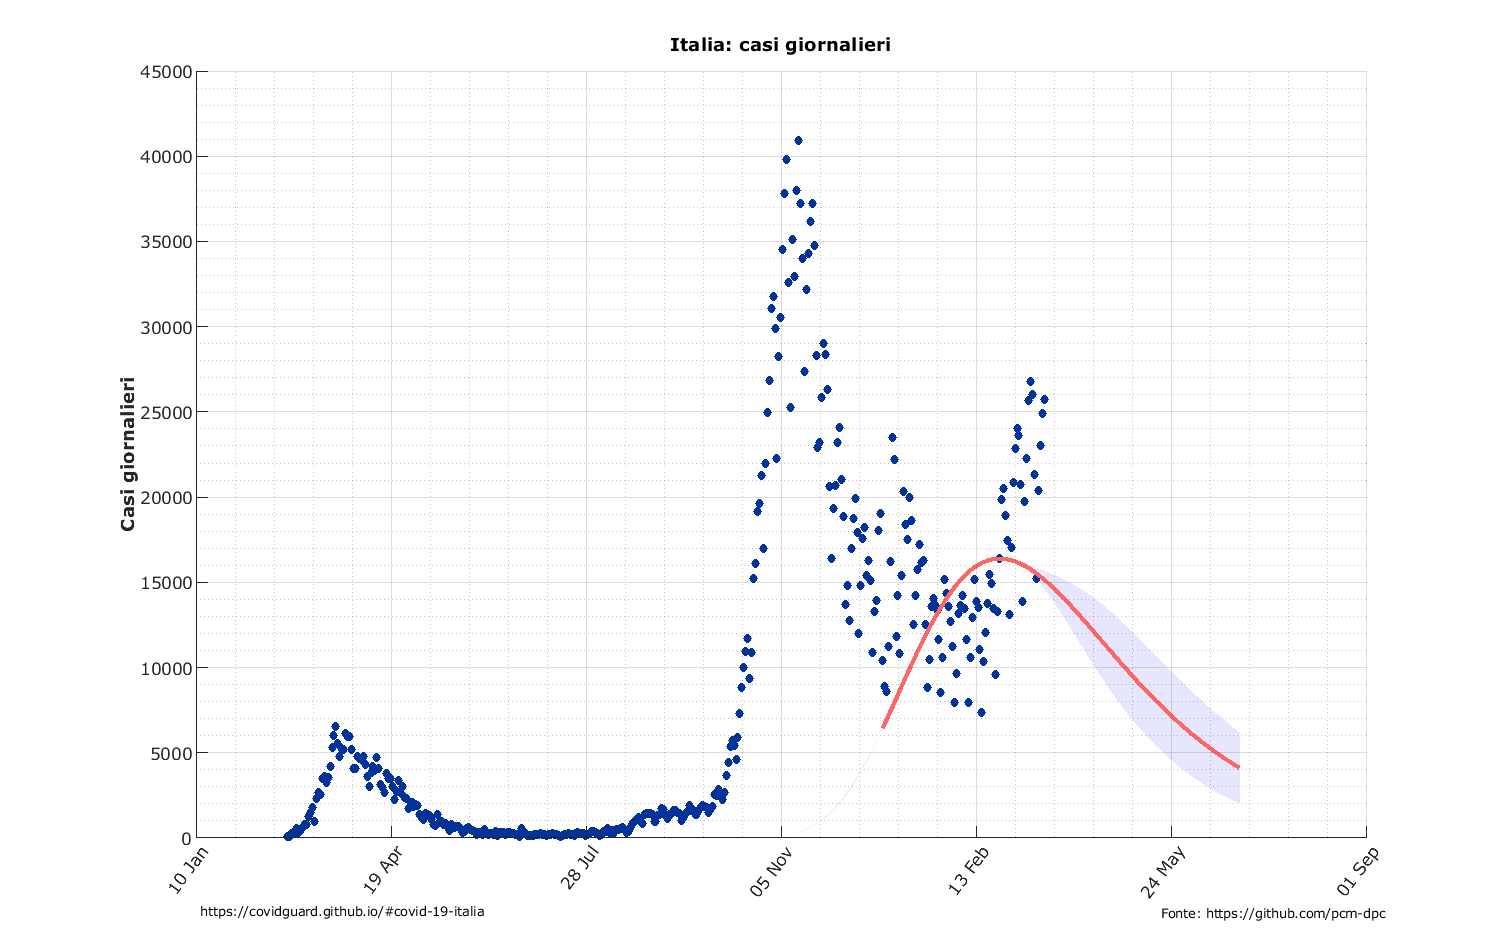 Italia: casi giornalieri
45000
40000
35000
30000
25000
20000
15000
10000
5000
0
Casi giornalieri
10 Jan
19 Apr
28 Jul
05 Nov
13 Feb
24 May
01 Sep
https://covidguard.github.io/#covid-19-italia
Fonte: https://github.com/pcm-dpc